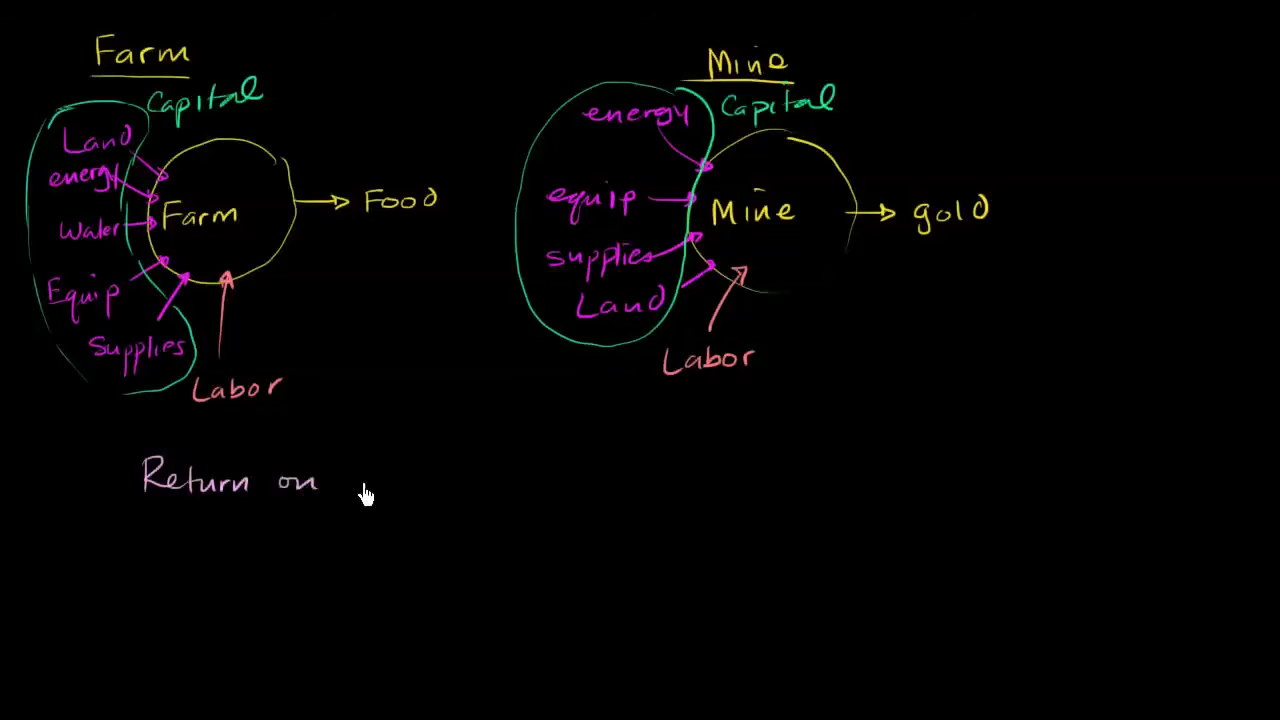 Farm
Capital
Land
energy
Water
Equip
Supplies
Labor
Farm
Food
Mine
Capital
energy
equip
supplies
Land
Labor
Mine
gold
Return on